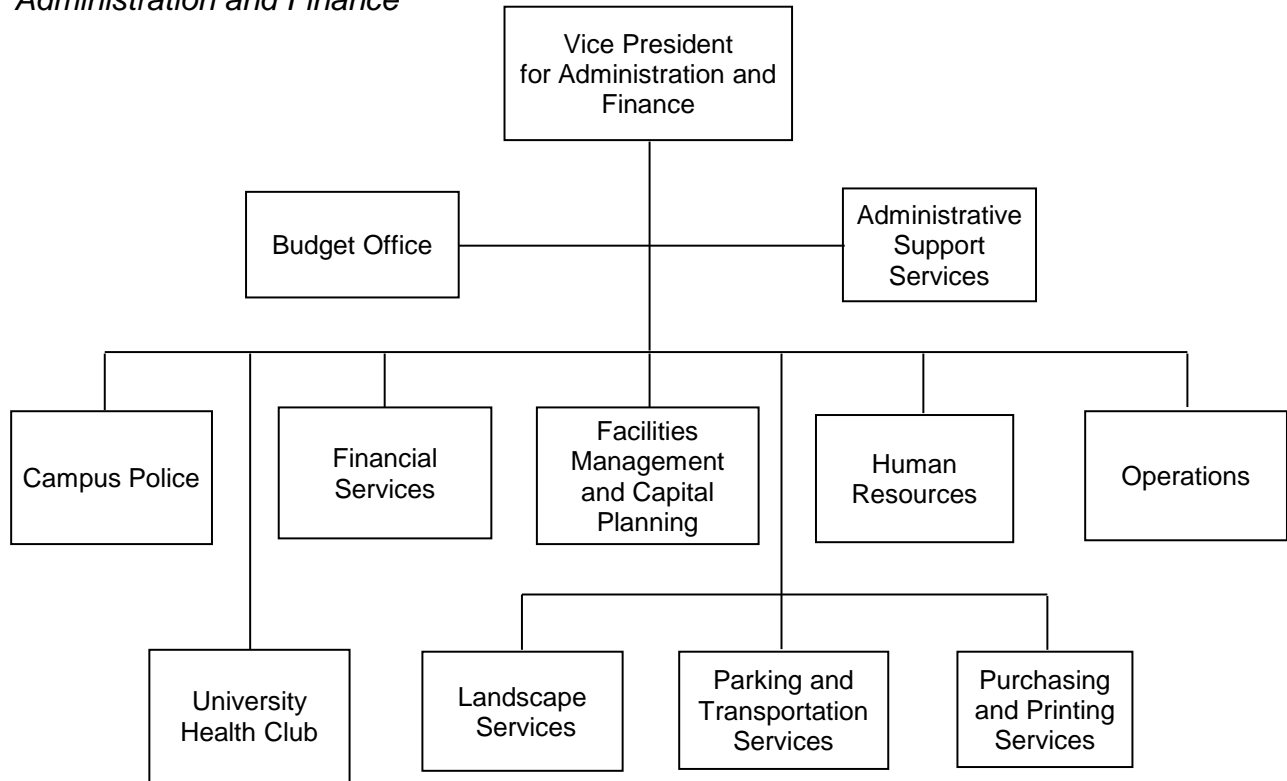 Administration and Finance
Vice President
for Administration and
Finance
Budget Office
Administrative
Support
Services
Campus Police
Financial
Services
Facilities
Management
and Capital
Planning
Human
Resources
Operations
University
Health Club
Landscape
Services
Parking and
Transportation
Services
Purchasing
and Printing
Services